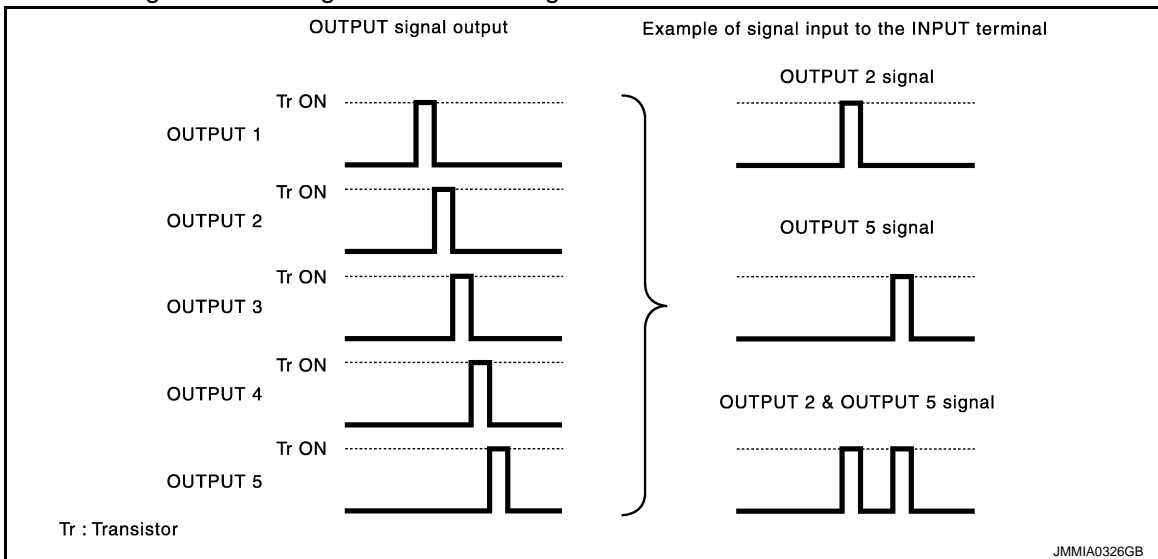 OUTPUT signal output
Example of signal input to the INPUT terminal
Tr ON
OUTPUT 1
Tr ON
OUTPUT 2
Tr ON
OUTPUT 3
Tr ON
OUTPUT 4
Tr ON
OUTPUT 5
OUTPUT 2 signal
OUTPUT 5 signal
OUTPUT 2 & OUTPUT 5 signal
Tr : Transistor
JMMIA0326GB